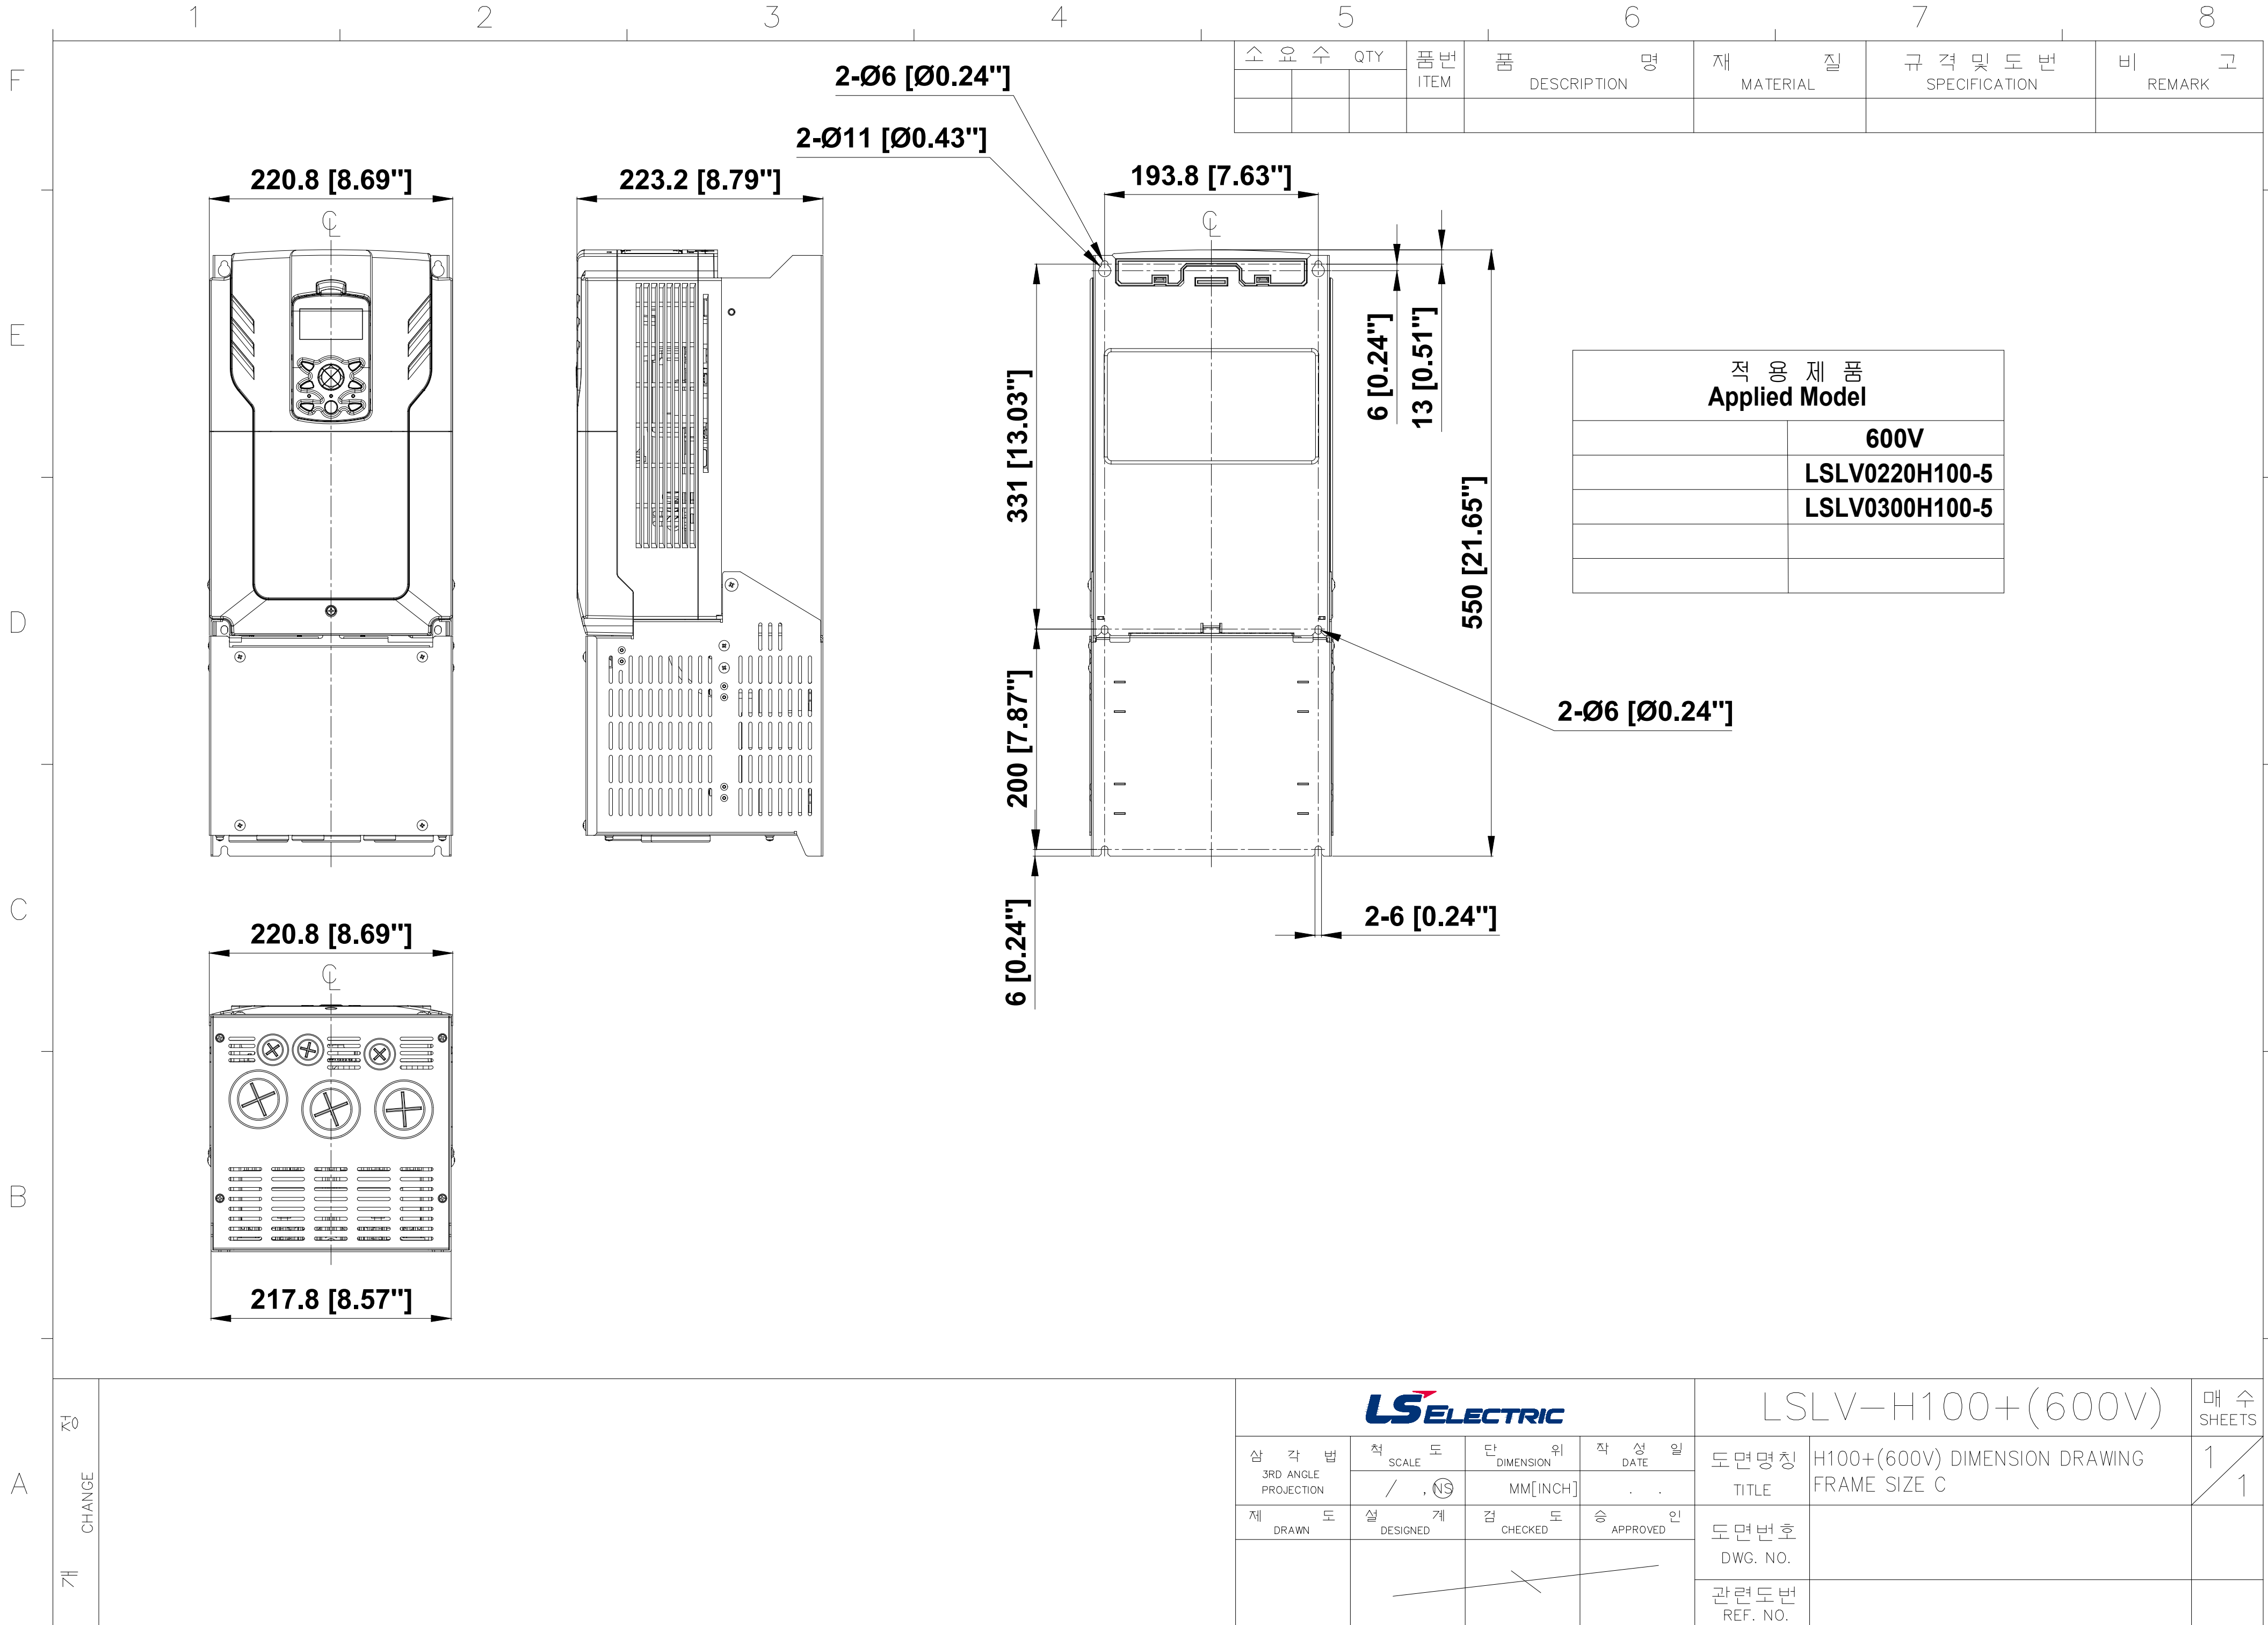 1 2 3 4 5 6 7 8
F
E
D
C
B
A
소 요 수 QTY
품번
ITEM
품 명
DESCRIPTION
재 질
MATERIAL
규 격 및 도 번
SPECIFICATION
비 고
REMARK
2-Ø6 [Ø0.24"]
2-Ø11 [Ø0.43"]
220.8 [8.69"]
223.2 [8.79"]
193.8 [7.63"]
℄
℄
6 [0.24"]
13 [0.51"]
331 [13.03"]
550 [21.65"]
200 [7.87"]
2-Ø6 [Ø0.24"]
6 [0.24"]
2-6 [0.24"]
적 용 제 품
Applied Model
600V
LSLV0220H100-5
LSLV0300H100-5
220.8 [8.69"]
℄
217.8 [8.57"]
개 정
CHANGE
LS ELECTRIC
LSLV-H100+(600V)
매 수
SHEETS
1/1
삼 각 법
3RD ANGLE
PROJECTION
척 도
SCALE
/ , NS
단 위
DIMENSION
MM[INCH]
작 성 일
DATE
. .
도면명칭
TITLE
H100+(600V) DIMENSION DRAWING
FRAME SIZE C
제 도
DRAWN
설 계
DESIGNED
검 도
CHECKED
승 인
APPROVED
도면번호
DWG. NO.
관련도번
REF. NO.